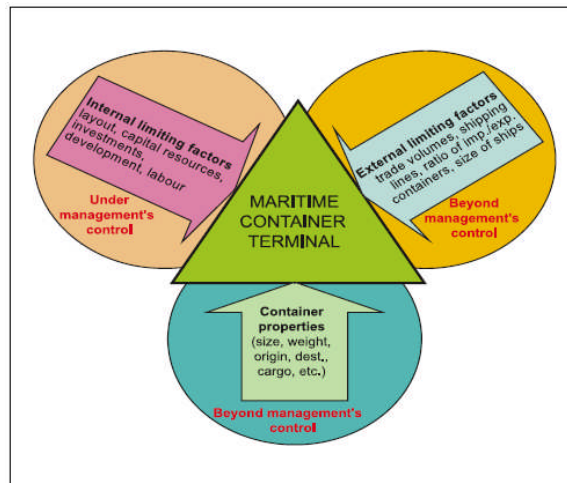 Internal limiting factors
layout, capital resources,
investments,
development, labour
Under
management's
control
External limiting factors
trade volumes, shipping
lines, ratio of imp./exp.
containers, size of ships
Beyond
management's
control
MARITIME
CONTAINER
TERMINAL
Container
properties
(size, weight,
origin, dest.,
cargo, etc.)
Beyond management's
control